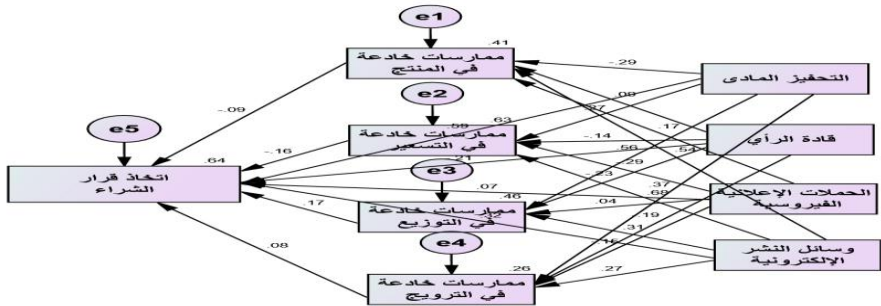 e1
.41
ممارسات خادعة
في المنتج
-.29
التحفيز المادى
.09
.37
e2
-.09
.59
.63
ممارسات خادعة
في التسعير
-.14
.17
قادة الرأي
e5
-.16
.56
.54
.64
.21
e3
-.29
-.23
اتخاذ قرار
الشراء
.07
.37
.68
الحملات الإعلانية
الفيروسية
.46
.17
ممارسات خادعة
في التوزيع
.04
.19
e4
.31
وسائل النشر
الإلكترونية
.08
.26
.27
ممارسات خادعة
في الترويج